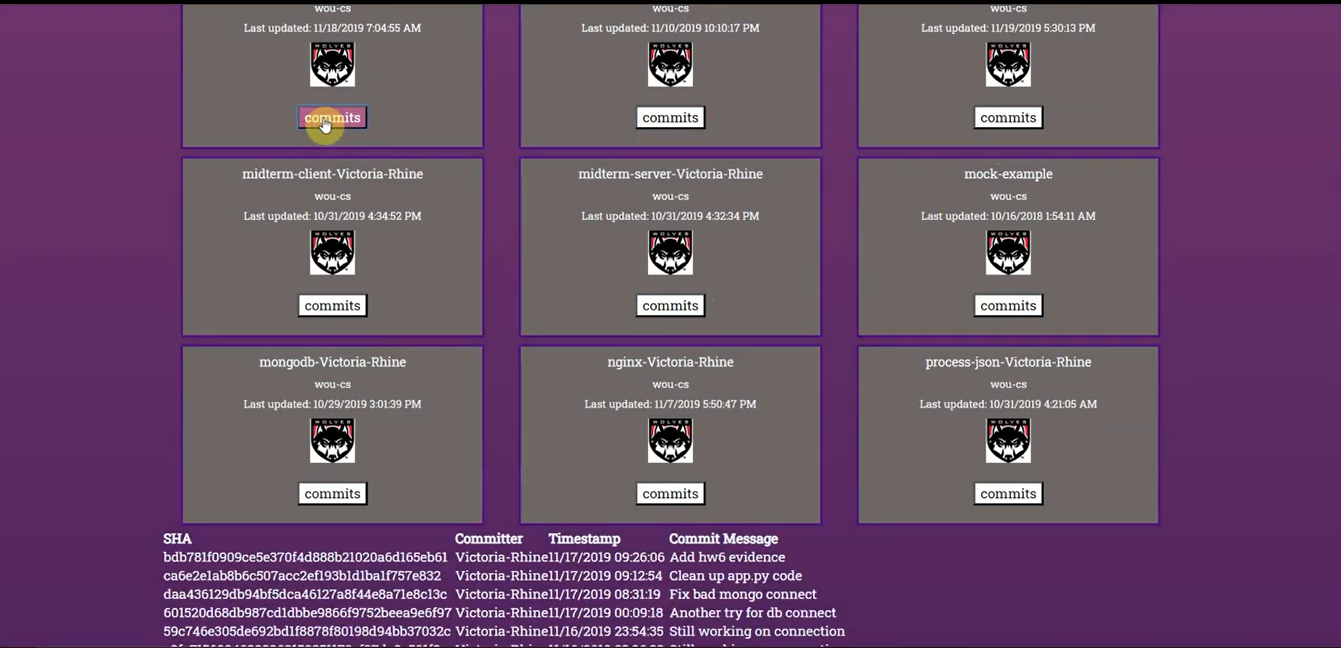 wou-cs
Last updated: 11/18/2019 7:04:55 AM
WOLVES
commits
wou-cs
Last updated: 11/10/2019 10:10:17 PM
WOLVES
commits
wou-cs
Last updated: 11/19/2019 5:30:13 PM
WOLVES
commits
midterm-client-Victoria-Rhine
wou-cs
Last updated: 10/31/2019 4:34:52 PM
WOLVES
commits
midterm-server-Victoria-Rhine
wou-cs
Last updated: 10/31/2019 4:32:34 PM
WOLVES
commits
mock-example
wou-cs
Last updated: 10/16/2018 1:54:11 AM
WOLVES
commits
mongodb-Victoria-Rhine
wou-cs
Last updated: 10/29/2019 3:01:39 PM
WOLVES
commits
nginx-Victoria-Rhine
wou-cs
Last updated: 11/7/2019 5:50:47 PM
WOLVES
commits
process-json-Victoria-Rhine
wou-cs
Last updated: 10/31/2019 4:21:05 AM
WOLVES
commits
SHA Committer Timestamp Commit Message
bdb781f0909ce5e370f4d888b21020a6d165eb61 Victoria-Rhine 11/17/2019 09:26:06 Add hw6 evidence
ca6e2e1ab8b6c507acc2ef193b1d1ba1f757e832 Victoria-Rhine 11/17/2019 09:12:54 Clean up app.py code
daa436129db94bf5dca46127a8f44e8a71e8c13c Victoria-Rhine 11/17/2019 08:31:19 Fix bad mongo connect
601520d68db987cd1dbbe9866f9752beea9e6f97 Victoria-Rhine 11/17/2019 00:09:18 Another try for db connect
59c746e305de692bd1f8878f80198d94bb37032c Victoria-Rhine 11/16/2019 23:54:35 Still working on connection